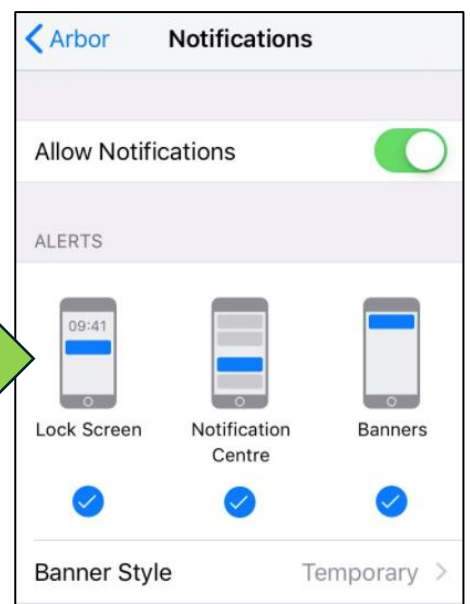 Arbor Notifications
Allow Notifications
ALERTS
09:41
Lock Screen Notification Centre Banners
Banner Style Temporary